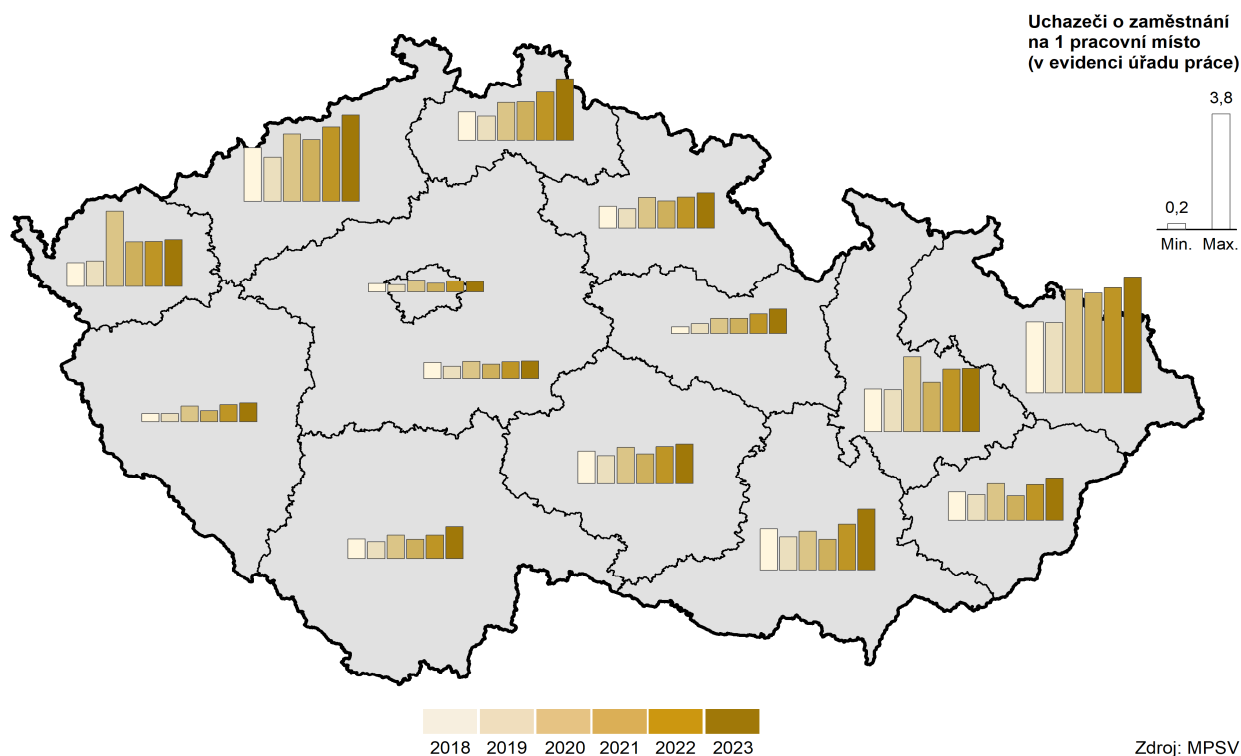 Uchazeči o zaměstnání
na 1 pracovní místo
(v evidenci úřadu práce)
3,8
0,2
Min. Max.
2018 2019 2020 2021 2022 2023
Zdroj: MPSV